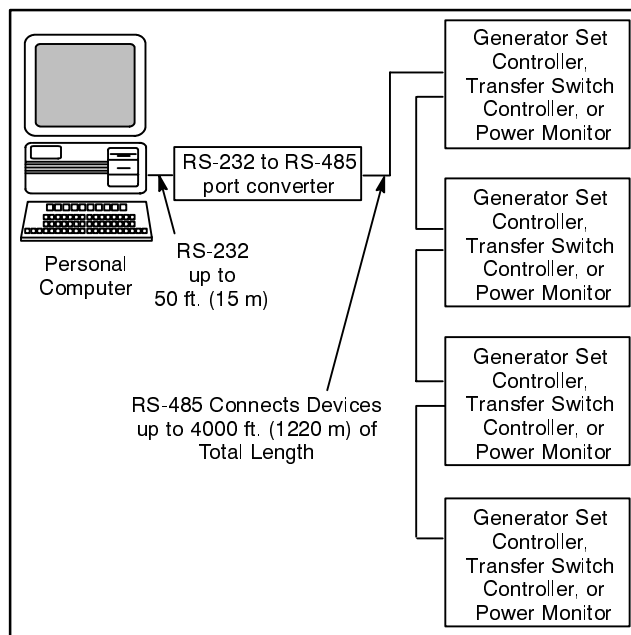 Personal
Computer
RS-232 to RS-485
port converter
RS-232
up to
50 ft. (15 m)
RS-485 Connects Devices
up to 4000 ft. (1220 m) of
Total Length
Generator Set
Controller,
Transfer Switch
Controller, or
Power Monitor
Generator Set
Controller,
Transfer Switch
Controller, or
Power Monitor
Generator Set
Controller,
Transfer Switch
Controller, or
Power Monitor
Generator Set
Controller,
Transfer Switch
Controller, or
Power Monitor